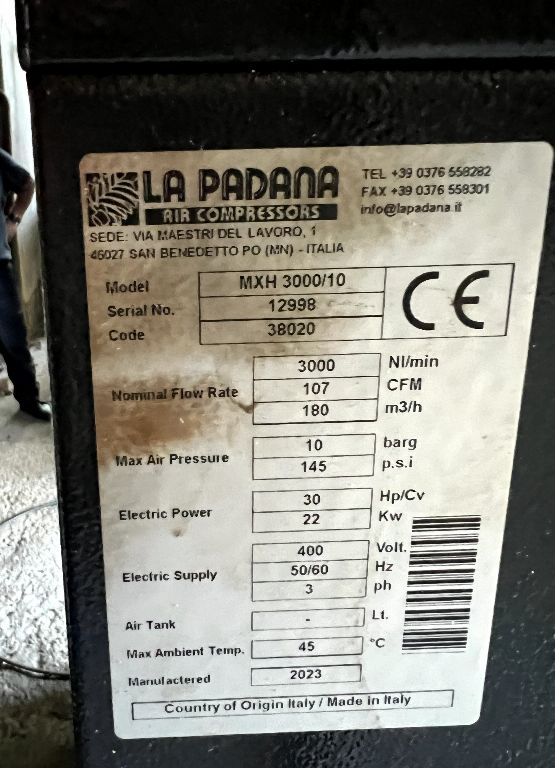 LA PADANA
AIR COMPRESSORS
TEL +39 0376 558282
FAX +39 0376 558301
info@lapadana.it
SEDE: VIA MAESTRI DEL LAVORO, 1
46027 SAN BENEDETTO PO (MN) - ITALIA
Model MXH 3000/10
Serial No. 12998
Code 38020
CE
3000 Nl/min
Nominal Flow Rate 107 CFM
180 m3/h
Max Air Pressure 10 barg
145 p.s.i
Electric Power 30 Hp/Cv
22 Kw
400 Volt.
Electric Supply 50/60 Hz
3 ph
Air Tank - Lt.
Max Ambient Temp. 45 °C
Manufactered 2023
Country of Origin Italy / Made in Italy